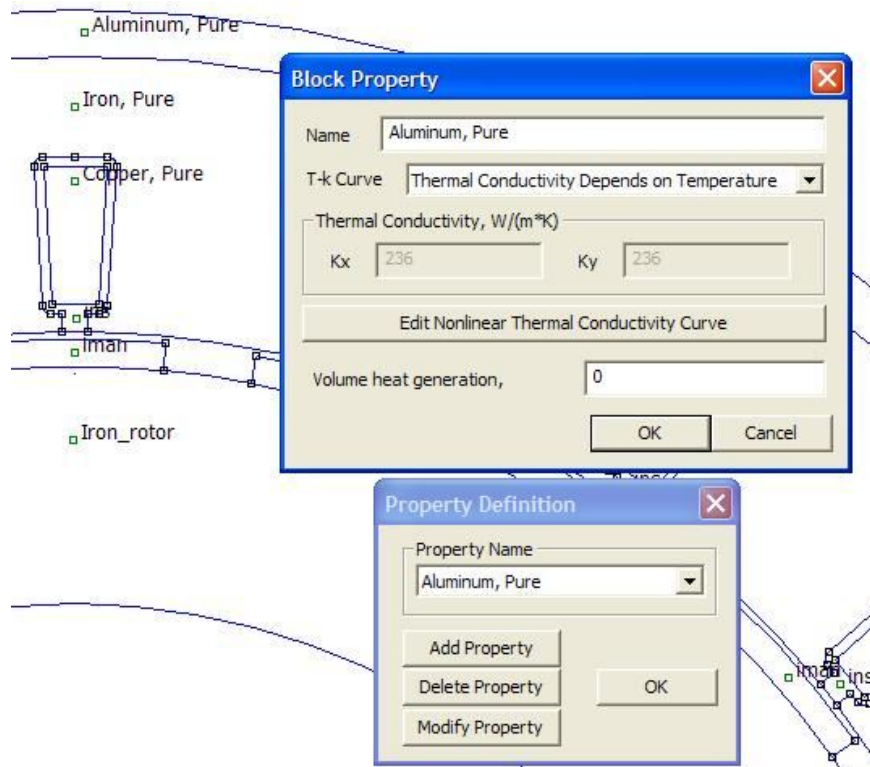 Aluminum, Pure
Iron, Pure
Copper, Pure
iman
Iron_rotor
Block Property
Name Aluminum, Pure
T-k Curve Thermal Conductivity Depends on Temperature
Thermal Conductivity, W/(m*K)
Kx 236 Ky 236
Edit Nonlinear Thermal Conductivity Curve
Volume heat generation, 0
OK Cancel
Property Definition
Property Name
Aluminum, Pure
Add Property
Delete Property OK
Modify Property
iman ins